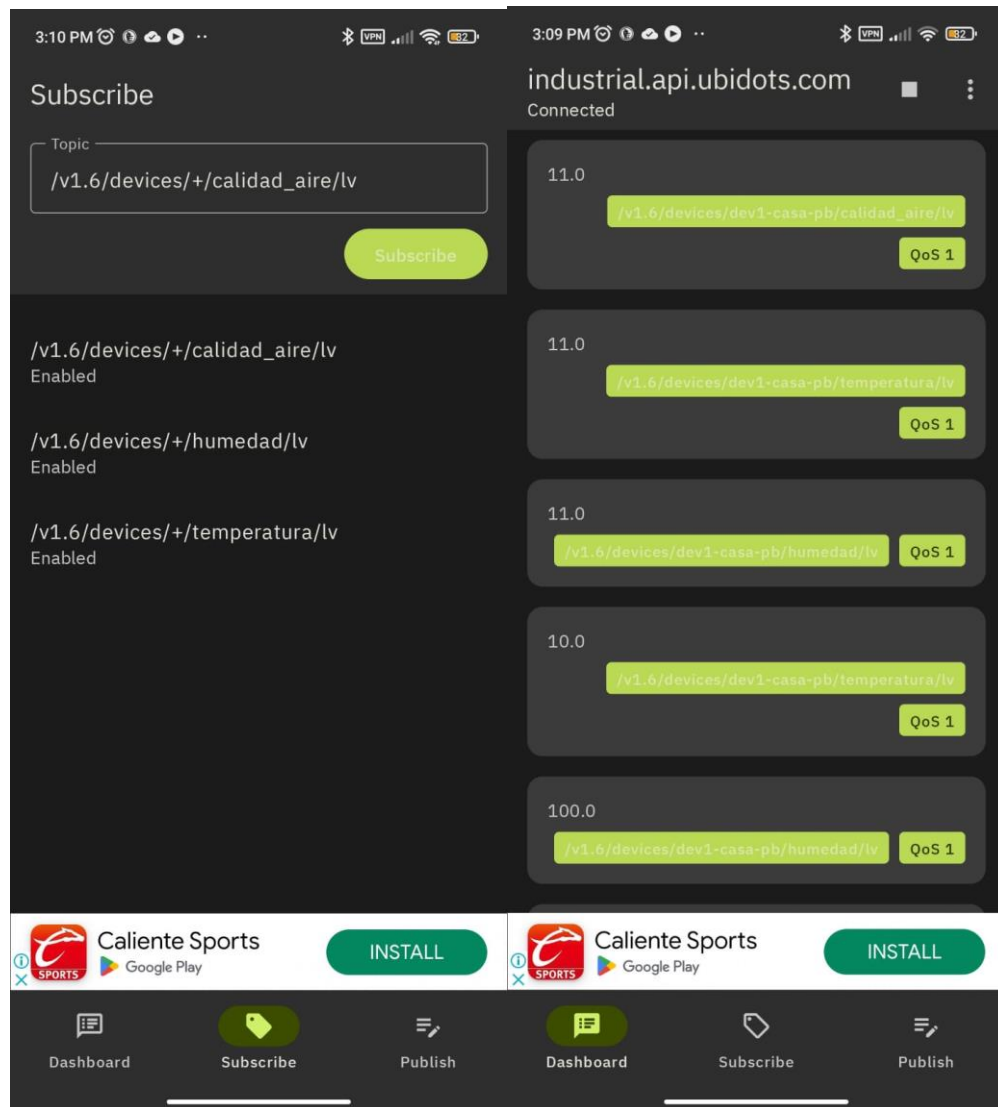 3:10 PM
VPN
82
Subscribe
Topic
/v1.6/devices/+/calidad_aire/lv
Subscribe
/v1.6/devices/+/calidad_aire/lv
Enabled
/v1.6/devices/+/humedad/lv
Enabled
/v1.6/devices/+/temperatura/lv
Enabled
SPORTS
Caliente Sports
Google Play
INSTALL
Dashboard
Subscribe
Publish
3:09 PM
VPN
82
industrial.api.ubidots.com
Connected
11.0
/v1.6/devices/dev1-casa-pb/calidad_aire/lv
QoS 1
11.0
/v1.6/devices/dev1-casa-pb/temperatura/lv
QoS 1
11.0
/v1.6/devices/dev1-casa-pb/humedad/lv QoS 1
10.0
/v1.6/devices/dev1-casa-pb/temperatura/lv
QoS 1
100.0
/v1.6/devices/dev1-casa-pb/humedad/lv QoS 1
SPORTS
Caliente Sports
Google Play
INSTALL
Dashboard
Subscribe
Publish